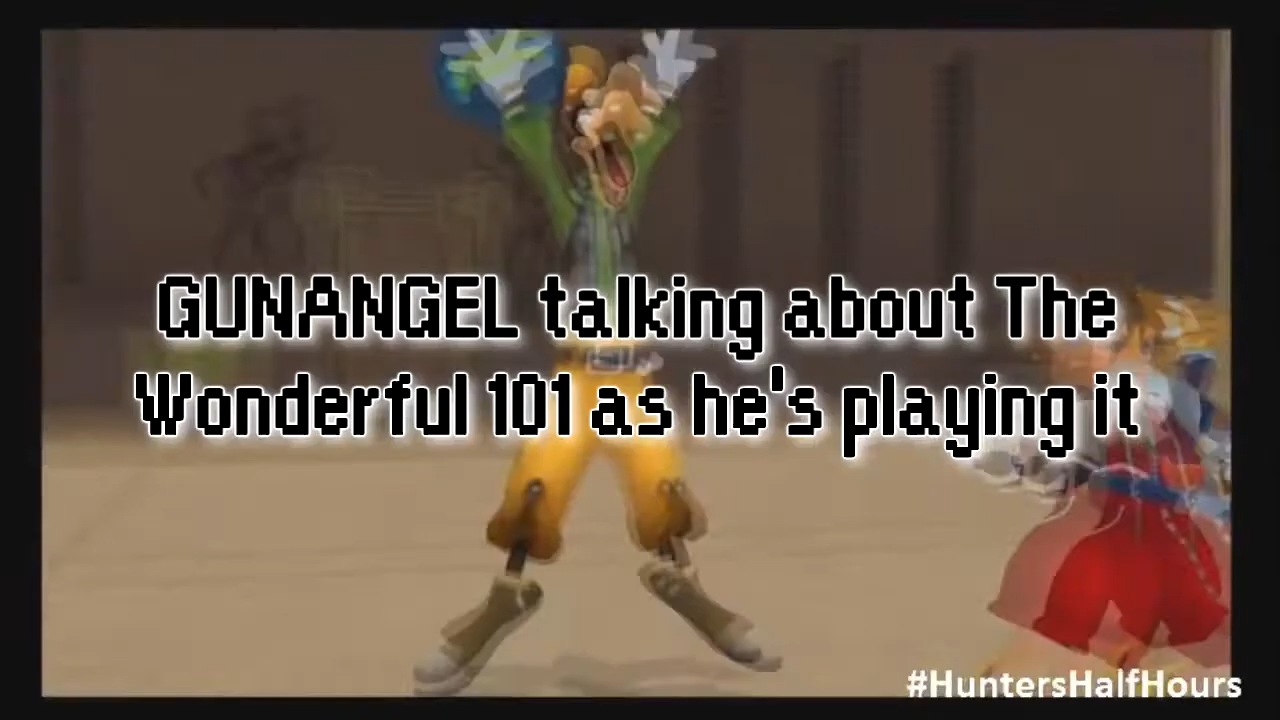 GUNANGEL talking about The
Wonderful 101 as he's playing it
#HuntersHalfHours